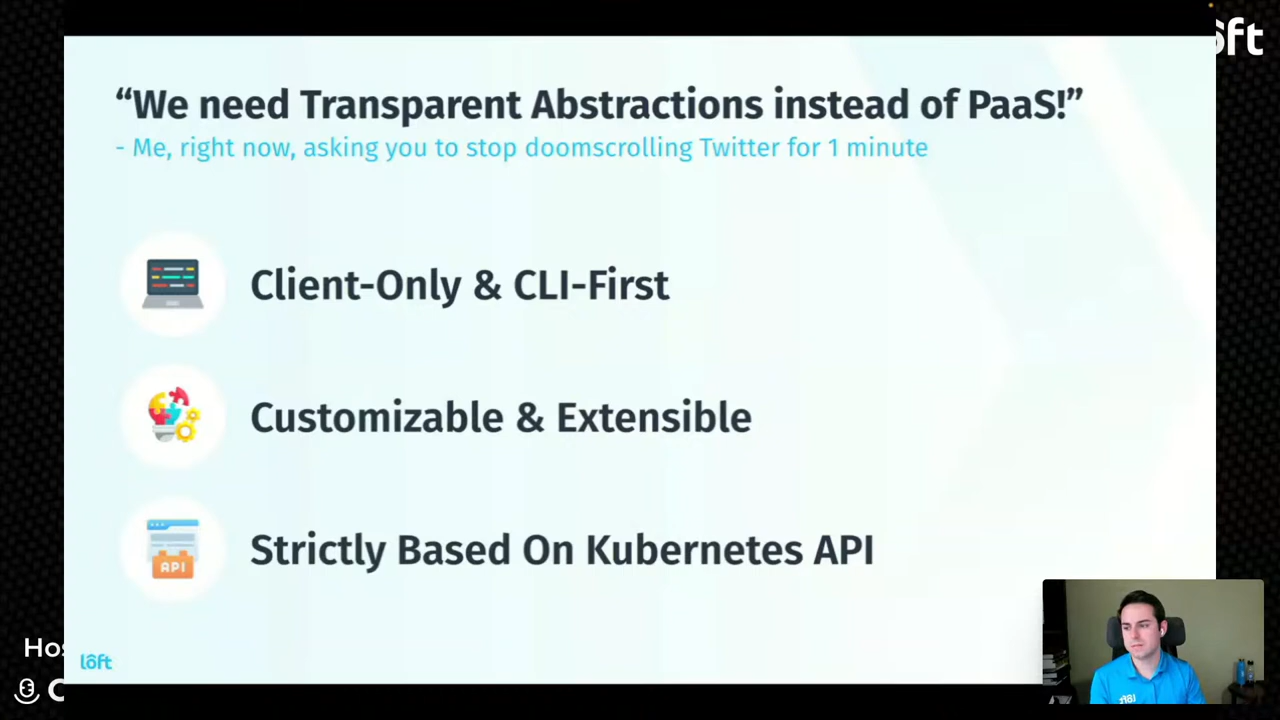 “We need Transparent Abstractions instead of PaaS!”
- Me, right now, asking you to stop doomscrolling Twitter for 1 minute
Client-Only & CLI-First
Customizable & Extensible
API
Strictly Based On Kubernetes API
loft